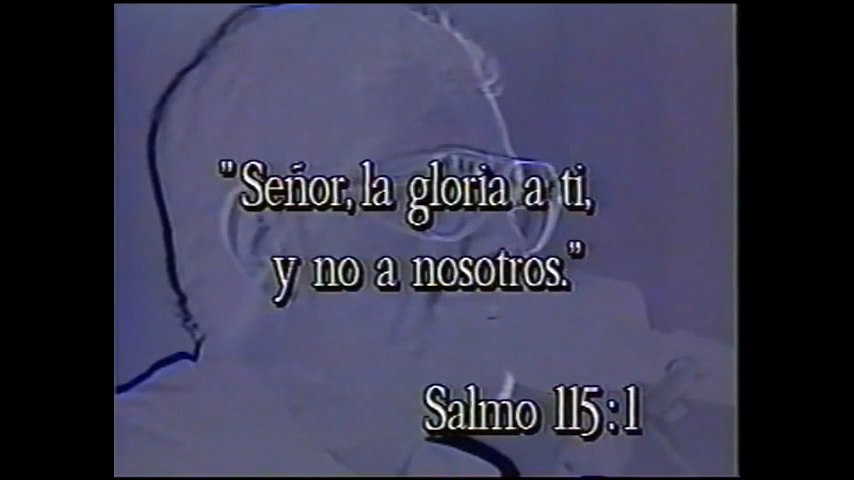 "Señor, la gloria a ti,
y no a nosotros."
Salmo 115:1